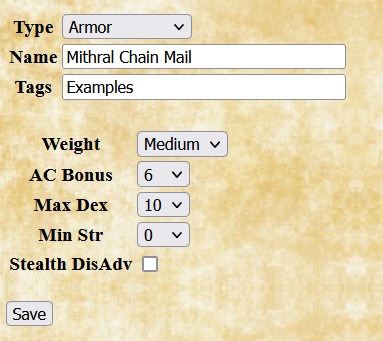 Type Armor
Name Mithral Chain Mail
Tags Examples
Weight Medium
AC Bonus 6
Max Dex 10
Min Str 0
Stealth DisAdv
Save